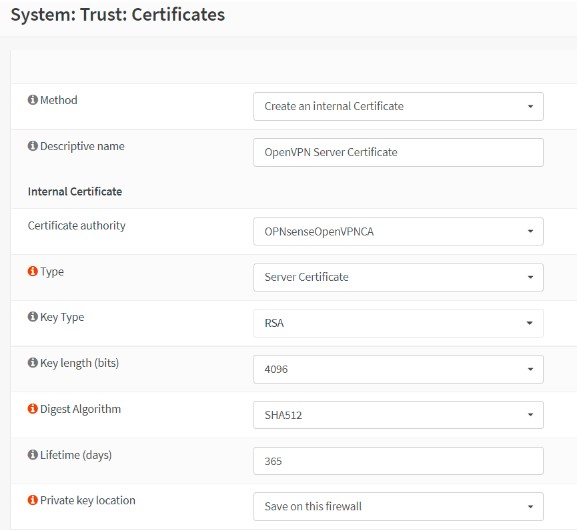 System: Trust: Certificates
Method
Create an internal Certificate
Descriptive name
OpenVPN Server Certificate
Internal Certificate
Certificate authority
OPNsenseOpenVPNCA
Type
Server Certificate
Key Type
RSA
Key length (bits)
4096
Digest Algorithm
SHA512
Lifetime (days)
365
Private key location
Save on this firewall